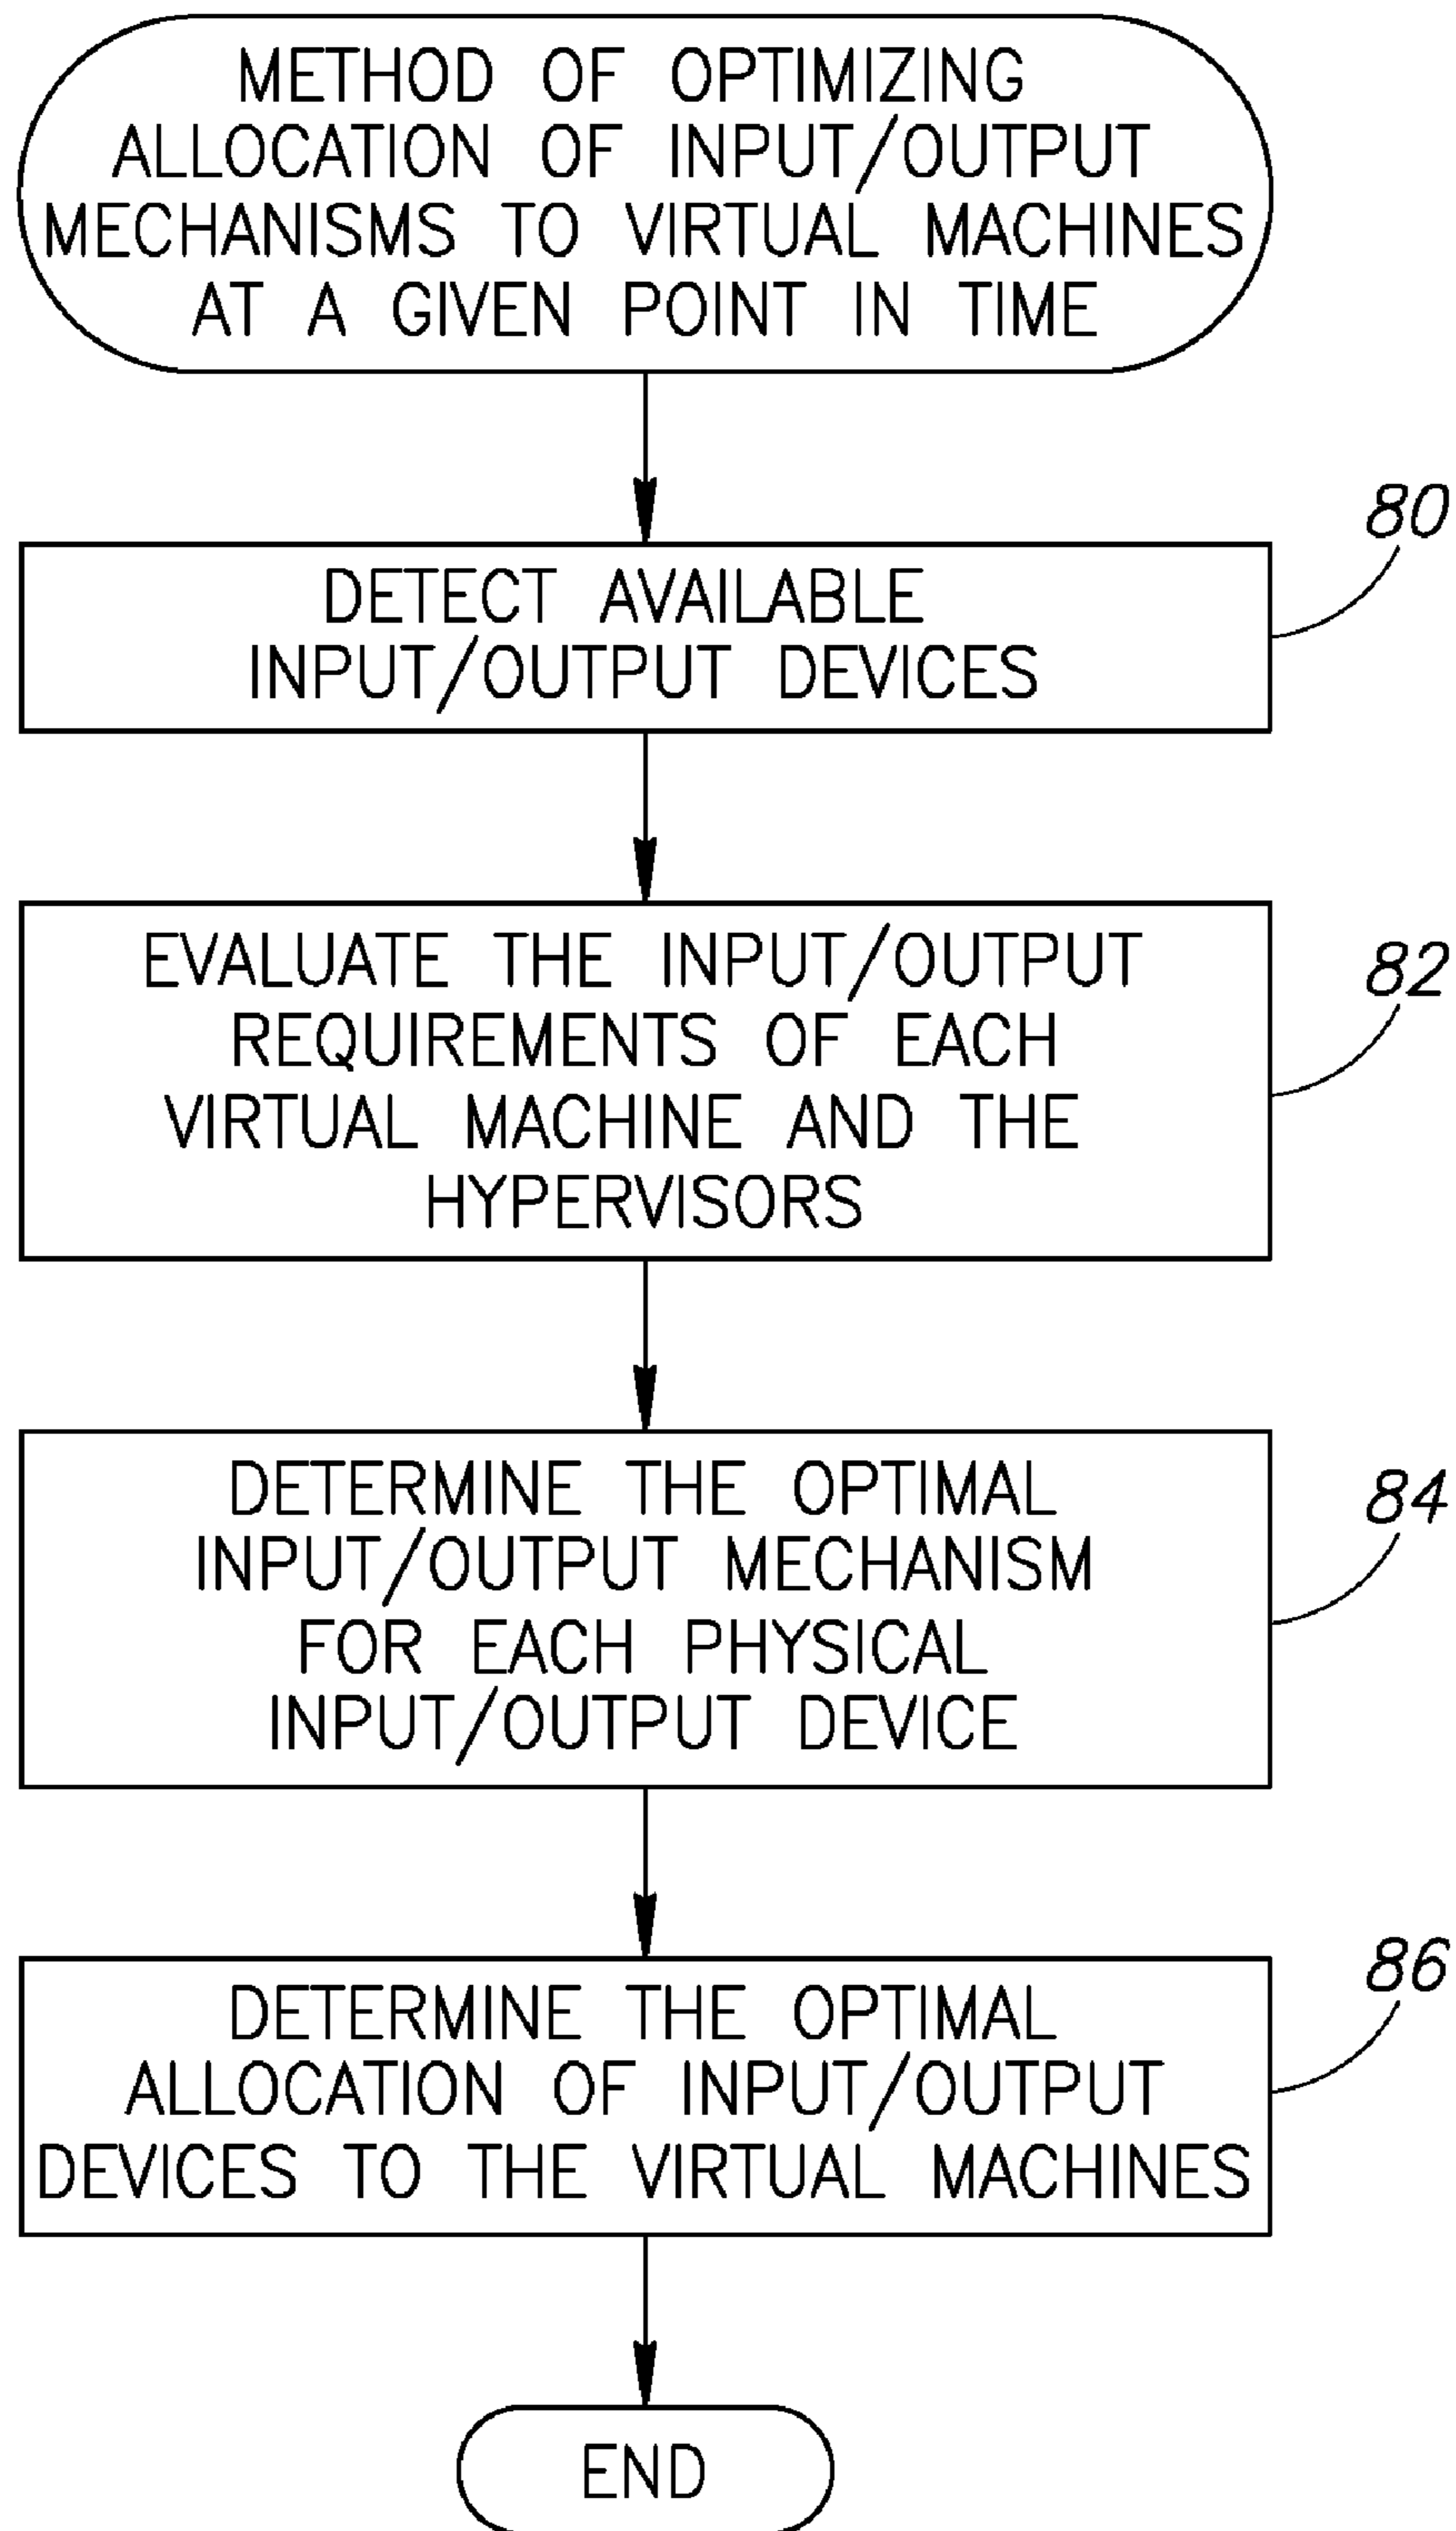 METHOD OF OPTIMIZING
ALLOCATION OF INPUT/OUTPUT
MECHANISMS TO VIRTUAL MACHINES
AT A GIVEN POINT IN TIME
80
DETECT AVAILABLE
INPUT/OUTPUT DEVICES
82
EVALUATE THE INPUT/OUTPUT
REQUIREMENTS OF EACH
VIRTUAL MACHINE AND THE
HYPERVISORS
84
DETERMINE THE OPTIMAL
INPUT/OUTPUT MECHANISM
FOR EACH PHYSICAL
INPUT/OUTPUT DEVICE
86
DETERMINE THE OPTIMAL
ALLOCATION OF INPUT/OUTPUT
DEVICES TO THE VIRTUAL MACHINES
END